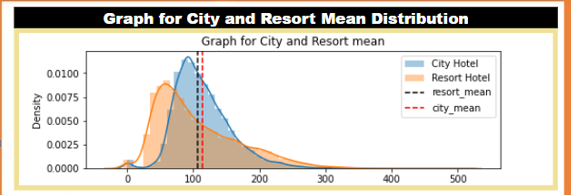 Graph for City and Resort Mean Distribution
Graph for City and Resort mean
City Hotel
Resort Hotel
resort_mean
city_mean
Density
0.0100
0.0075
0.0050
0.0025
0.0000
0 100 200 300 400 500